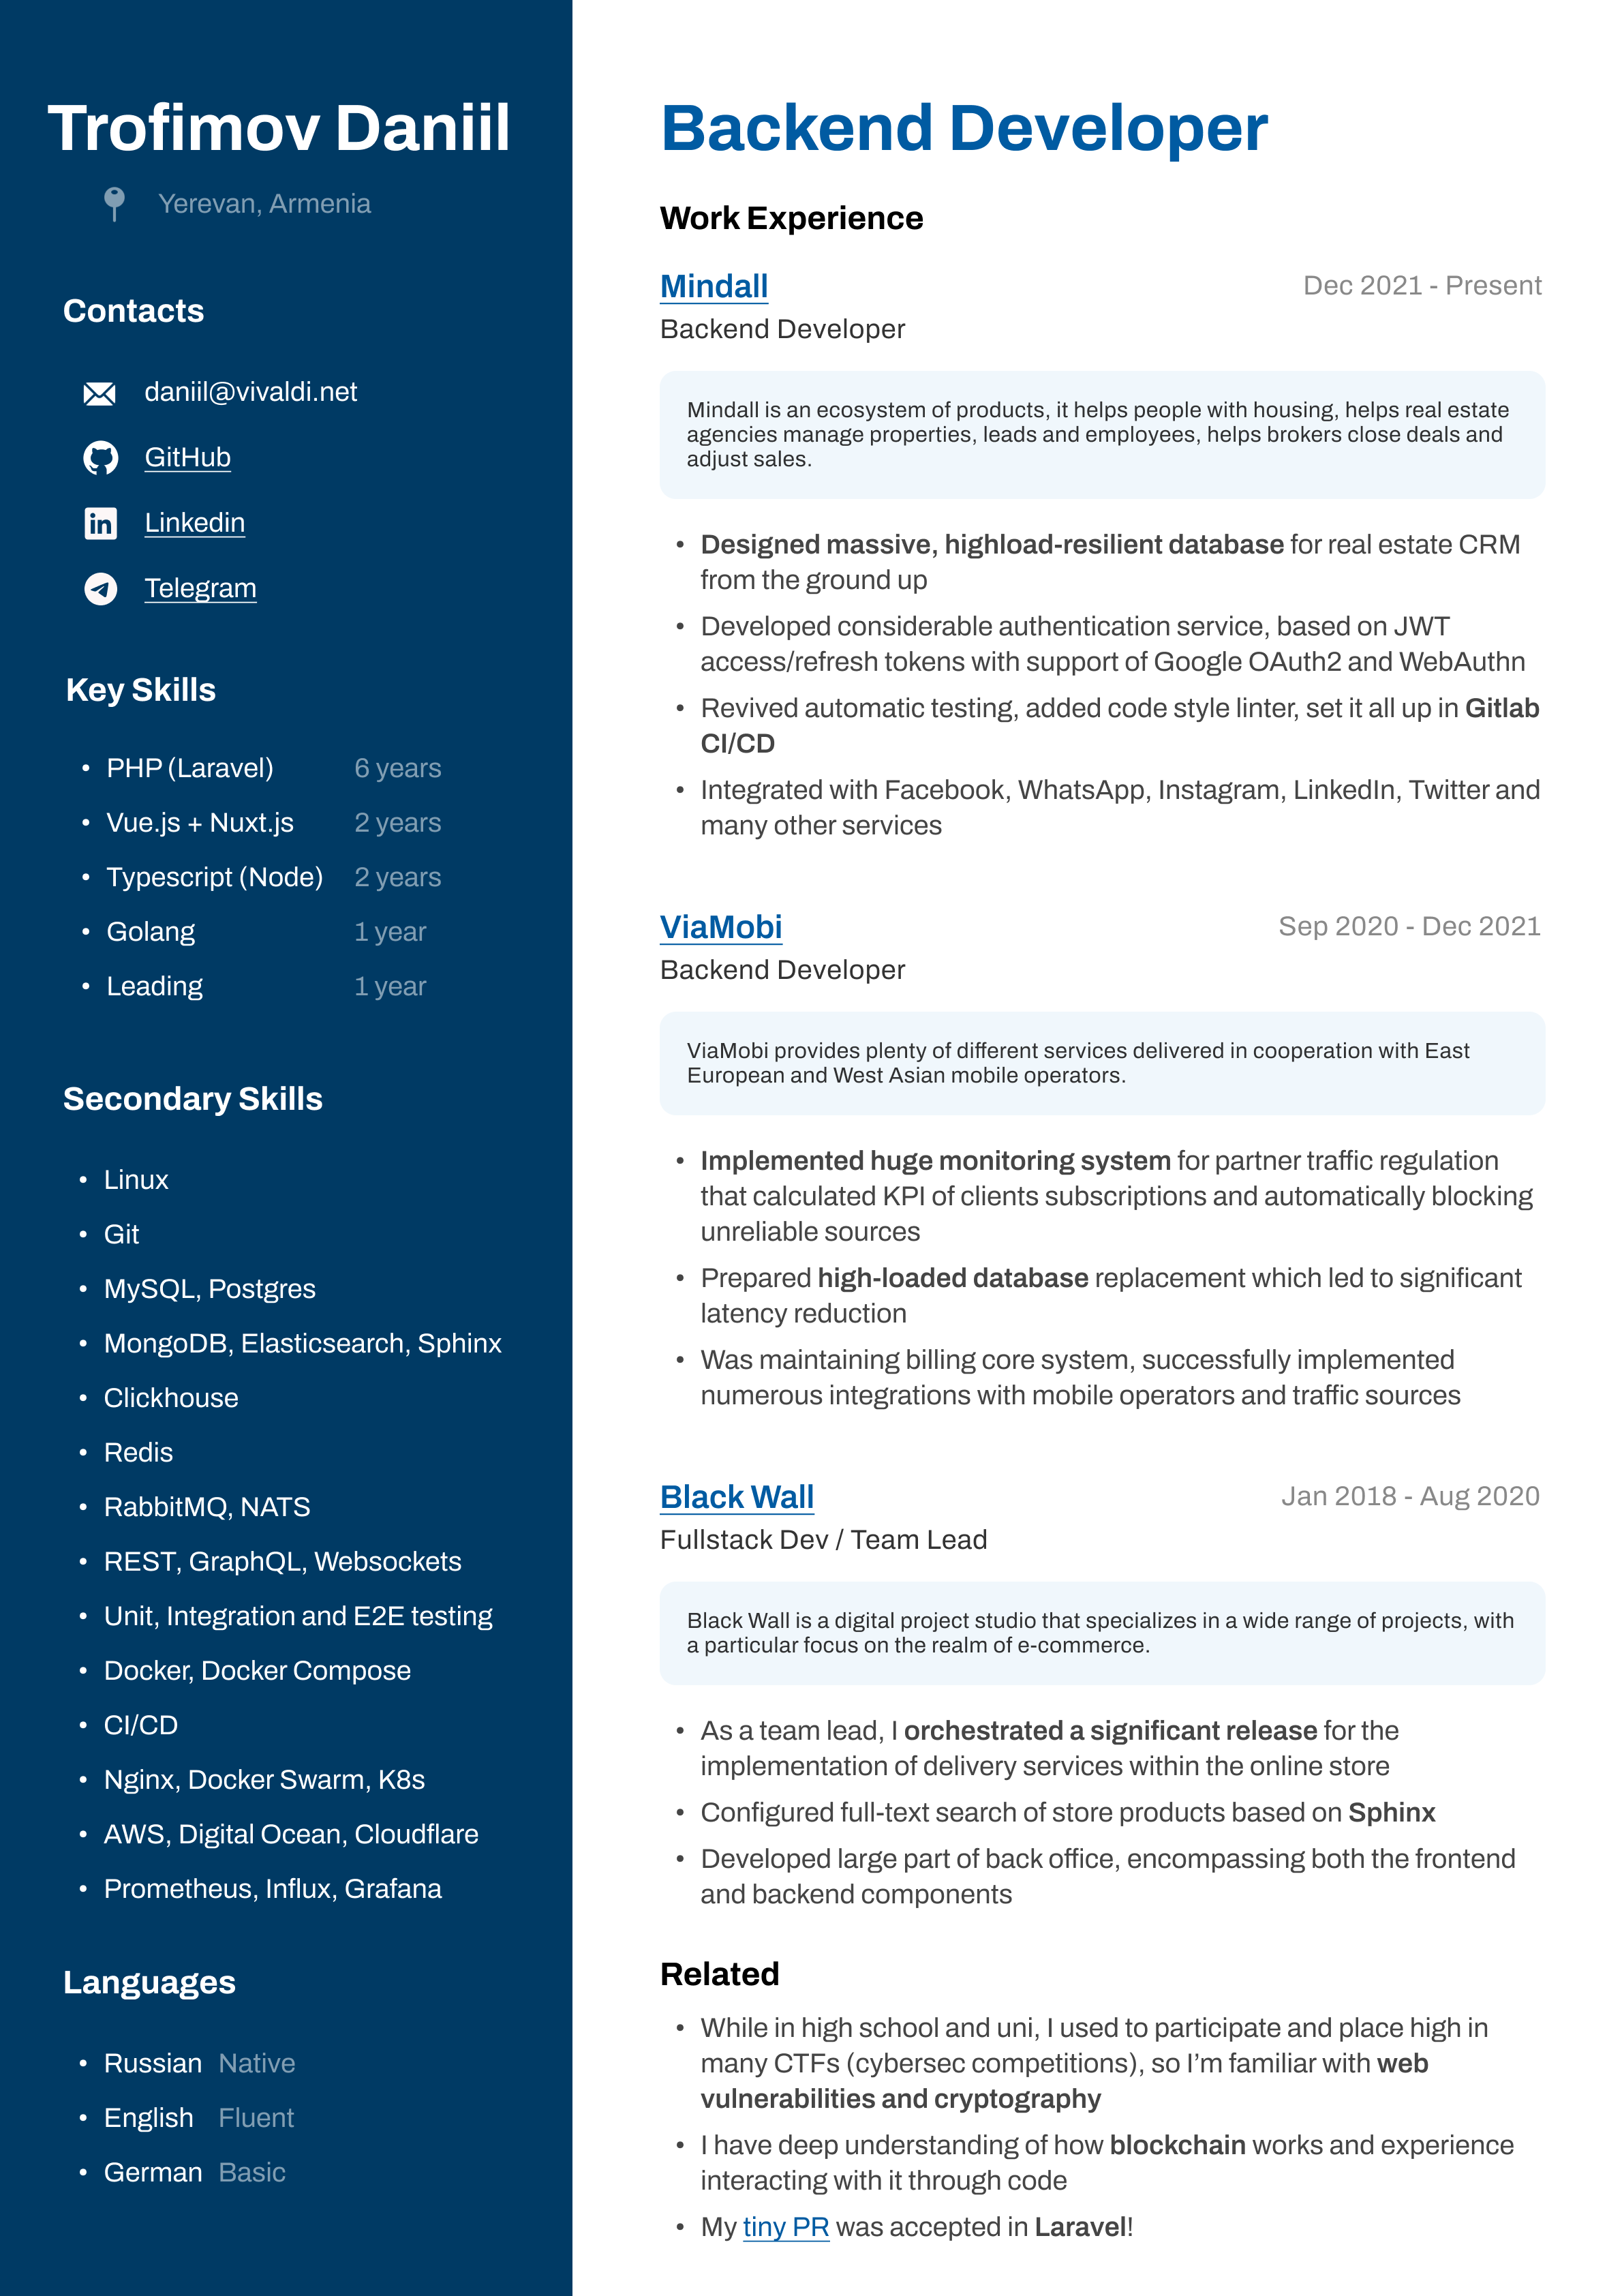 Trofimov Daniil
Yerevan, Armenia
Contacts
daniil@vivaldi.net
GitHub
Linkedin
Telegram
Key Skills
• PHP (Laravel) 6 years
• Vue.js + Nuxt.js 2 years
• Typescript (Node) 2 years
• Golang 1 year
• Leading 1 year
Secondary Skills
• Linux
• Git
• MySQL, Postgres
• MongoDB, Elasticsearch, Sphinx
• Clickhouse
• Redis
• RabbitMQ, NATS
• REST, GraphQL, Websockets
• Unit, Integration and E2E testing
• Docker, Docker Compose
• CI/CD
• Nginx, Docker Swarm, K8s
• AWS, Digital Ocean, Cloudflare
• Prometheus, Influx, Grafana
Languages
• Russian Native
• English Fluent
• German Basic
Backend Developer
Work Experience
Mindall Dec 2021 - Present
Backend Developer
Mindall is an ecosystem of products, it helps people with housing, helps real estate
agencies manage properties, leads and employees, helps brokers close deals and
adjust sales.
• Designed massive, highload-resilient database for real estate CRM
from the ground up
• Developed considerable authentication service, based on JWT
access/refresh tokens with support of Google OAuth2 and WebAuthn
• Revived automatic testing, added code style linter, set it all up in Gitlab
CI/CD
• Integrated with Facebook, WhatsApp, Instagram, LinkedIn, Twitter and
many other services
ViaMobi Sep 2020 - Dec 2021
Backend Developer
ViaMobi provides plenty of different services delivered in cooperation with East
European and West Asian mobile operators.
• Implemented huge monitoring system for partner traffic regulation
that calculated KPI of clients subscriptions and automatically blocking
unreliable sources
• Prepared high-loaded database replacement which led to significant
latency reduction
• Was maintaining billing core system, successfully implemented
numerous integrations with mobile operators and traffic sources
Black Wall Jan 2018 - Aug 2020
Fullstack Dev / Team Lead
Black Wall is a digital project studio that specializes in a wide range of projects, with
a particular focus on the realm of e-commerce.
• As a team lead, I orchestrated a significant release for the
implementation of delivery services within the online store
• Configured full-text search of store products based on Sphinx
• Developed large part of back office, encompassing both the frontend
and backend components
Related
• While in high school and uni, I used to participate and place high in
many CTFs (cybersec competitions), so I’m familiar with web
vulnerabilities and cryptography
• I have deep understanding of how blockchain works and experience
interacting with it through code
• My tiny PR was accepted in Laravel!